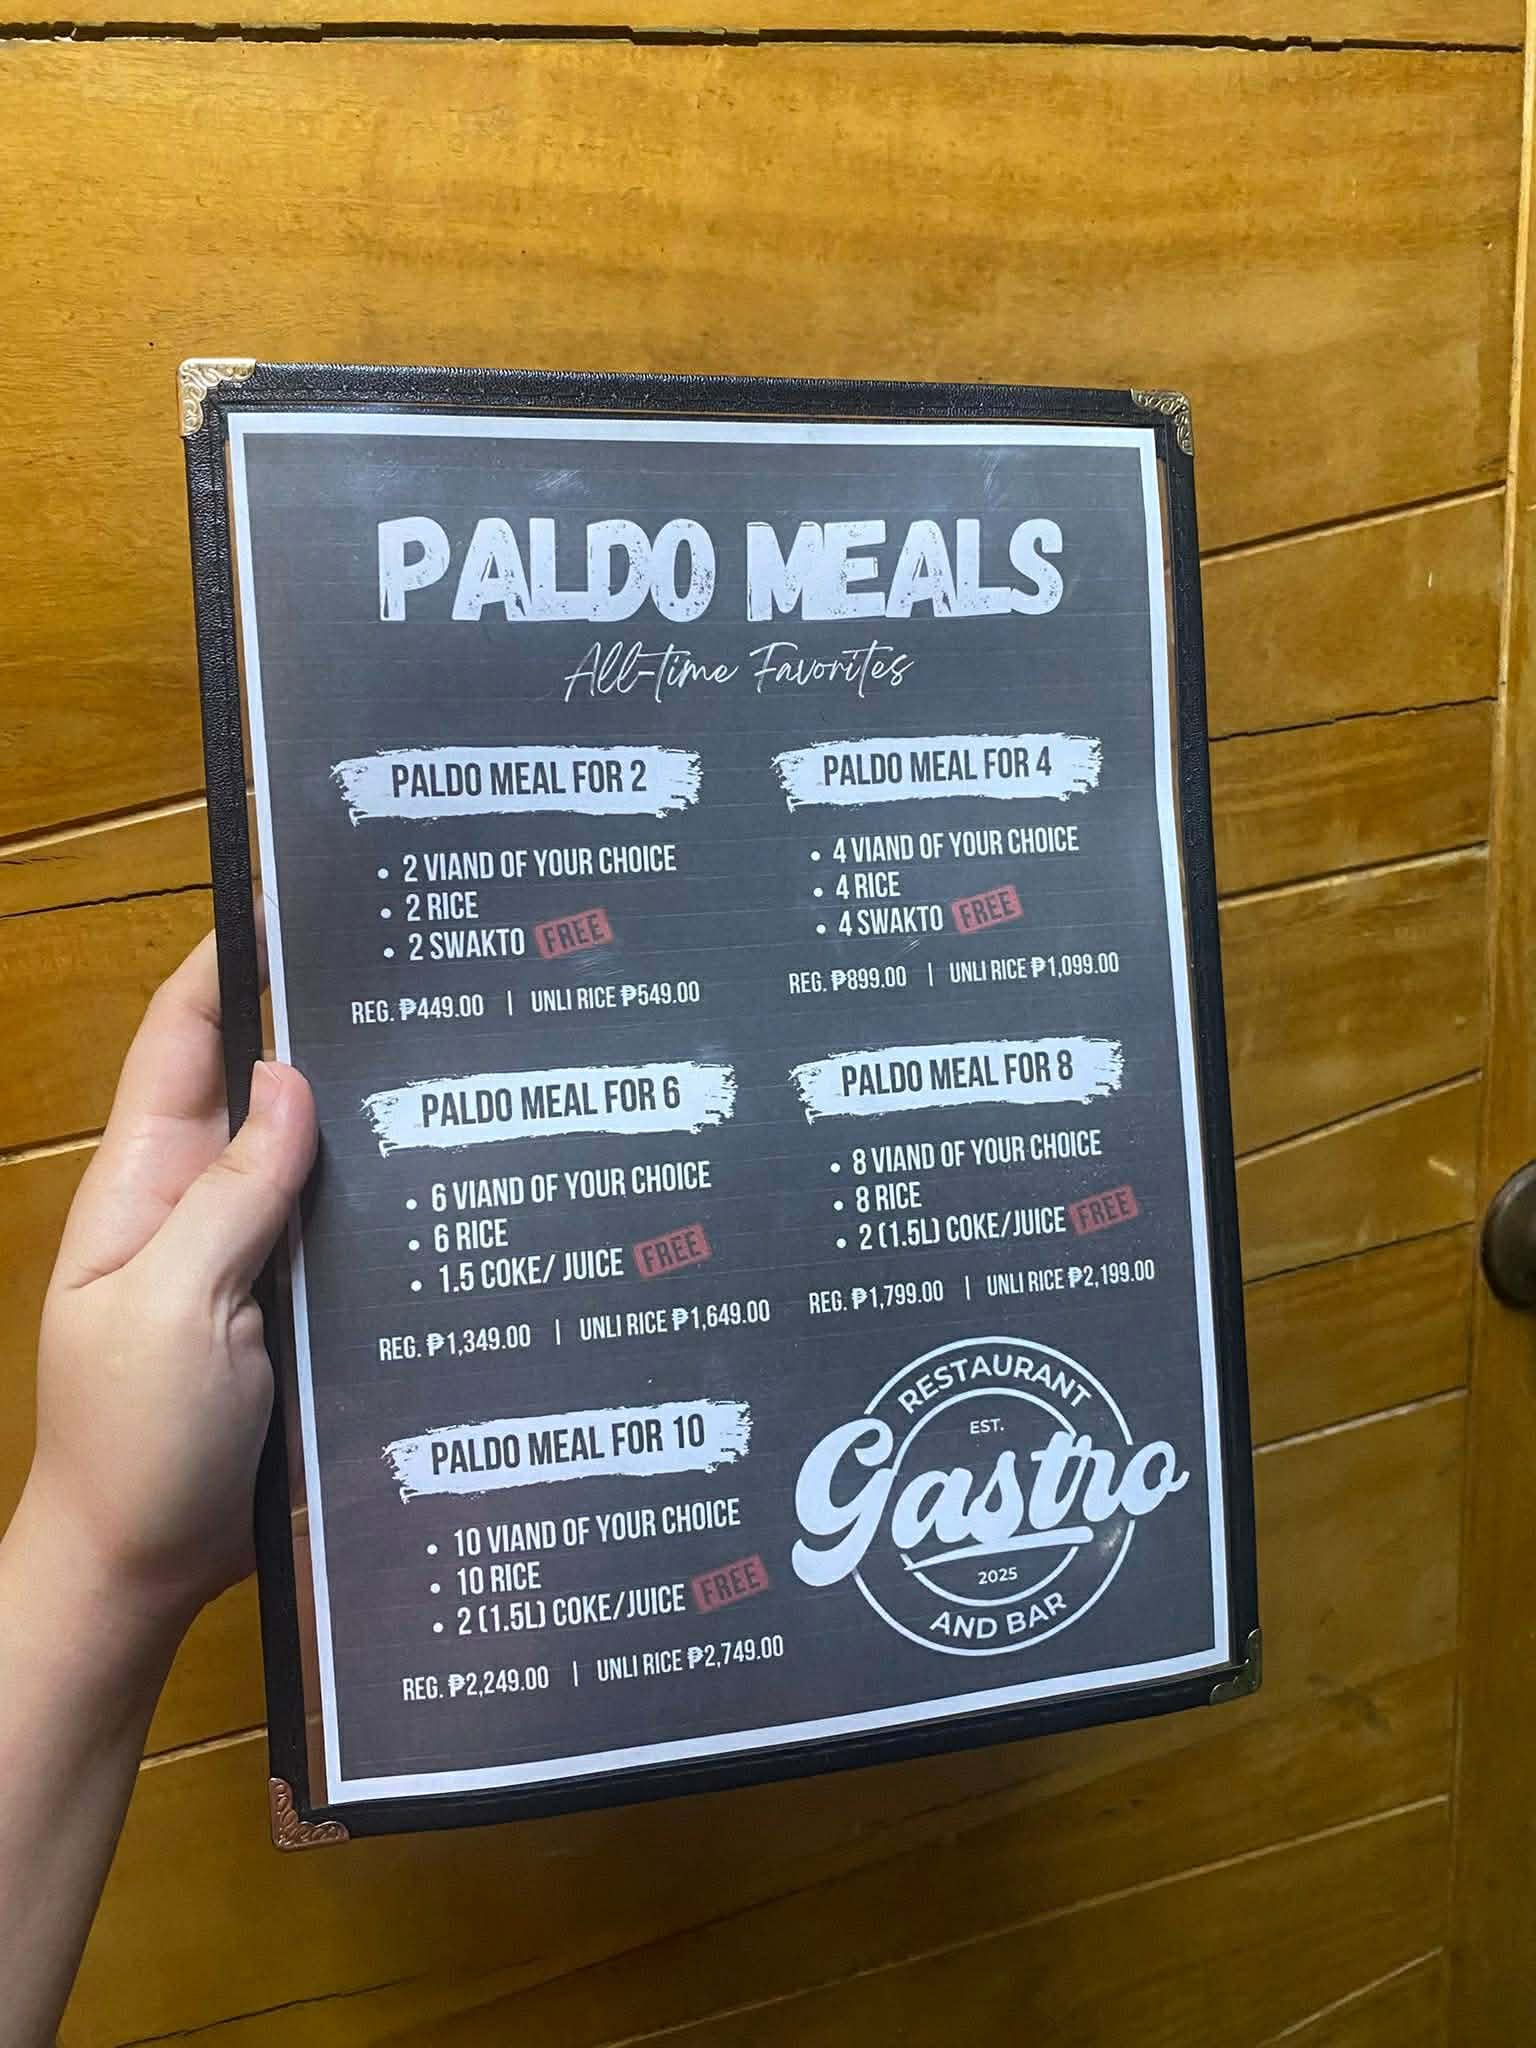 PALDO MEALS
All-time Favorites
PALDO MEAL FOR 2
• 2 VIAND OF YOUR CHOICE
• 2 RICE
• 2 SWAKTO FREE
REG. ₱449.00 | UNLI RICE ₱549.00
PALDO MEAL FOR 4
• 4 VIAND OF YOUR CHOICE
• 4 RICE
• 4 SWAKTO FREE
REG. ₱899.00 | UNLI RICE ₱1,099.00
PALDO MEAL FOR 6
• 6 VIAND OF YOUR CHOICE
• 6 RICE
• 1.5 COKE/ JUICE FREE
REG. ₱1,349.00 | UNLI RICE ₱1,649.00
PALDO MEAL FOR 8
• 8 VIAND OF YOUR CHOICE
• 8 RICE
• 2 (1.5L) COKE/JUICE FREE
REG. ₱1,799.00 | UNLI RICE ₱2,199.00
PALDO MEAL FOR 10
• 10 VIAND OF YOUR CHOICE
• 10 RICE
• 2 (1.5L) COKE/JUICE FREE
REG. ₱2,249.00 | UNLI RICE ₱2,749.00
RESTAURANT
EST.
Gastro
2025
AND BAR